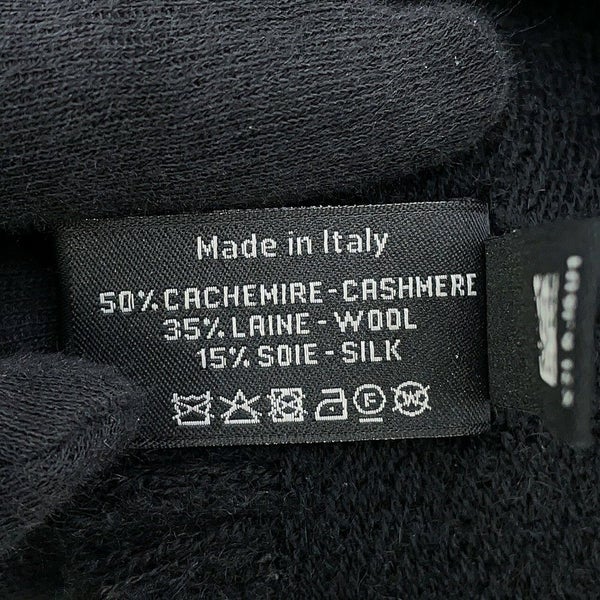 Made in Italy
50% CACHEMIRE - CASHMERE
35% LAINE - WOOL
15% SOIE - SILK
F W